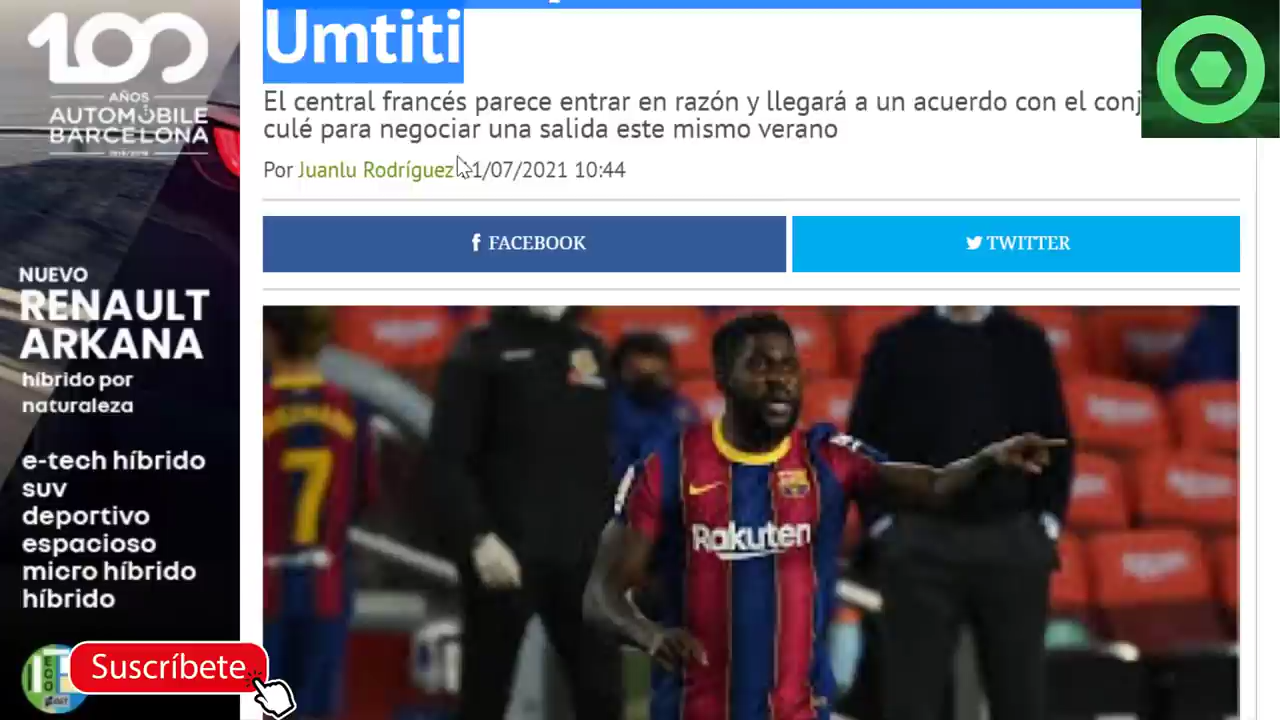 Umtiti
El central francés parece entrar en razón y llegará a un acuerdo con el conj
culé para negociar una salida este mismo verano
Por Juanlu Rodríguez 1/07/2021 10:44
FACEBOOK
TWITTER
100
AÑOS
AUTOMÒBILE
BARCELONA
NUEVO
RENAULT
ARKANA
híbrido por
naturaleza
e-tech híbrido
suv
deportivo
espacioso
micro híbrido
híbrido
ECO
Suscríbete
7
Rakuten